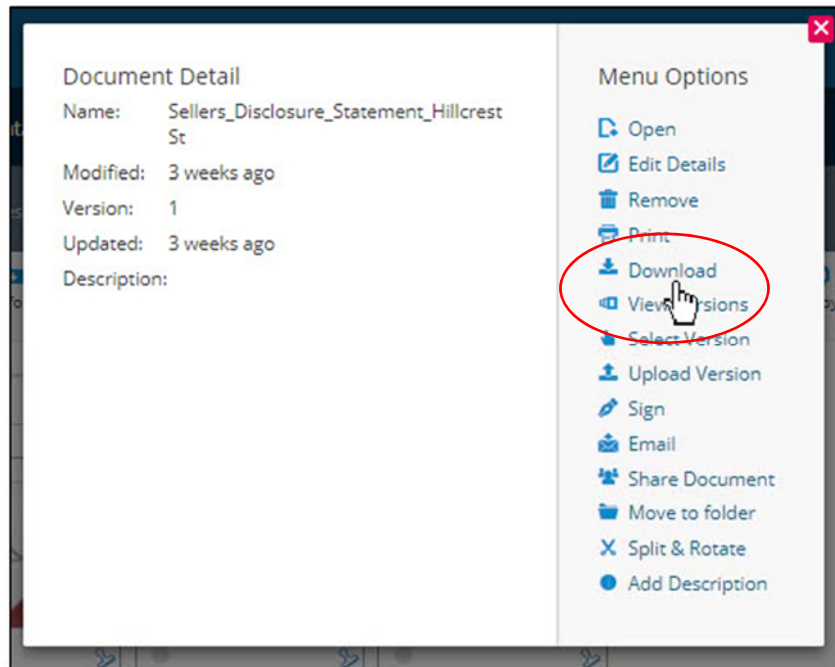 Document Detail
Name: Sellers_Disclosure_Statement_Hillcrest
St
Modified: 3 weeks ago
Version: 1
Updated: 3 weeks ago
Description:
Menu Options
Open
Edit Details
Remove
Print
Download
View Versions
Select Version
Upload Version
Sign
Email
Share Document
Move to folder
Split & Rotate
Add Description